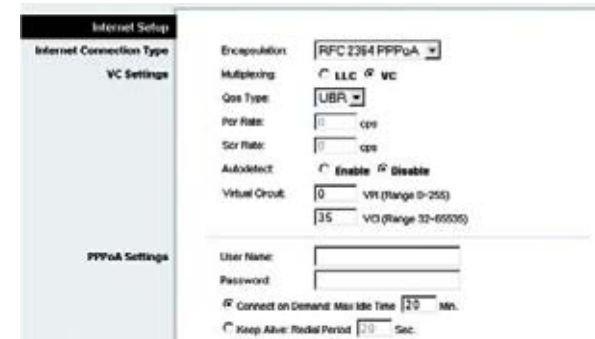 Internet Setup
Internet Connection Type Encapsulation: RFC 2364 PPPoA
VC Settings Multiplexing: LLC VC
Qos Type: UBR
Pcr Rate: 0 cps
Scr Rate: 0 cps
Autodetect: Enable Disable
Virtual Circuit: 0 VPI (Range 0~255)
35 VCI (Range 32~65535)
PPPoA Settings User Name:
Password:
Connect on Demand: Max Idle Time 20 Min.
Keep Alive: Redial Period 20 Sec.